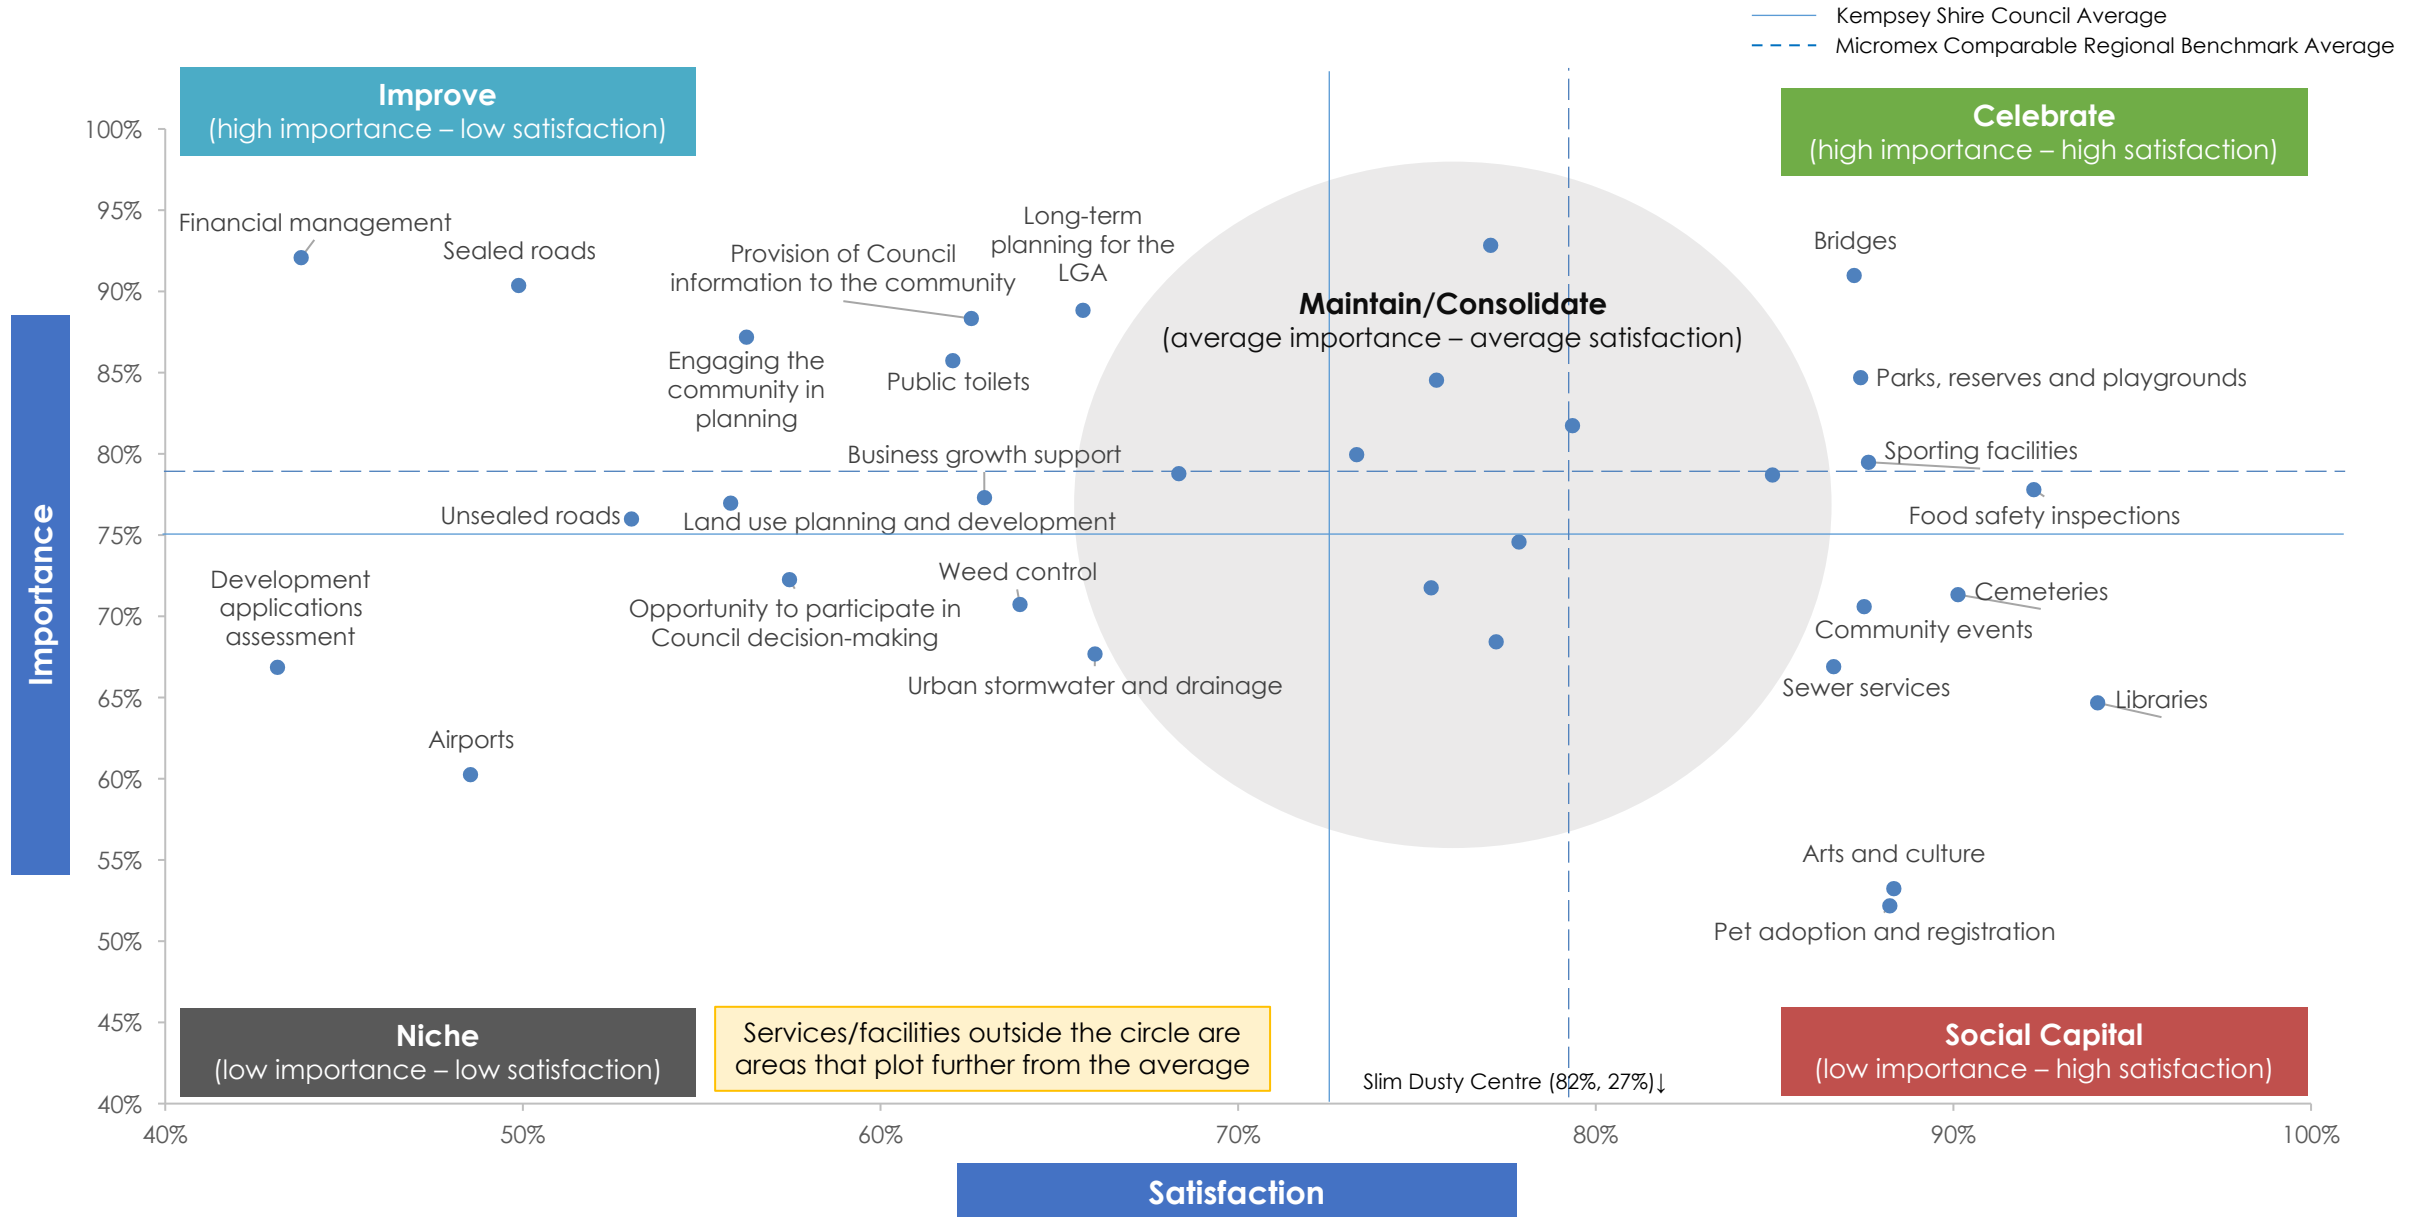 Kempsey Shire Council Average
Micromex Comparable Regional Benchmark Average
Improve
(high importance – low satisfaction)
Celebrate
(high importance – high satisfaction)
100%
95%
90%
85%
80%
75%
70%
65%
60%
55%
50%
45%
40%
Importance
Financial management
Sealed roads
Provision of Council
information to the community
Long-term
planning for the
LGA
Bridges
Maintain/Consolidate
(average importance – average satisfaction)
Engaging the
community in
planning
Public toilets
Parks, reserves and playgrounds
Business growth support
Sporting facilities
Unsealed roads
Land use planning and development
Food safety inspections
Development
applications
assessment
Opportunity to participate in
Council decision-making
Weed control
Cemeteries
Community events
Urban stormwater and drainage
Sewer services
Libraries
Airports
Arts and culture
Pet adoption and registration
Niche
(low importance – low satisfaction)
Services/facilities outside the circle are
areas that plot further from the average
Slim Dusty Centre (82%, 27%)↓
Social Capital
(low importance – high satisfaction)
40%
50%
60%
70%
80%
90%
100%
Satisfaction